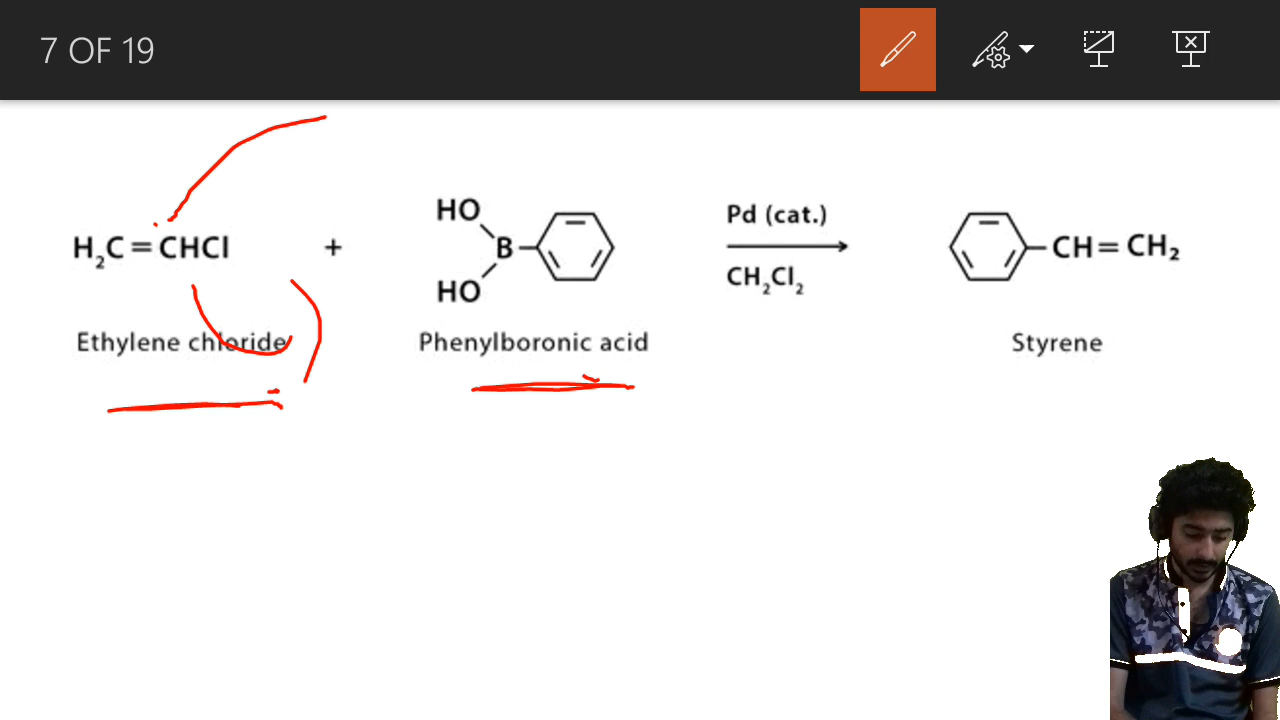 7 OF 19
HO
Pd (cat.)
H₂C=CHCl + B CH=CH₂
CH₂Cl₂
HO
Ethylene chloride Phenylboronic acid Styrene